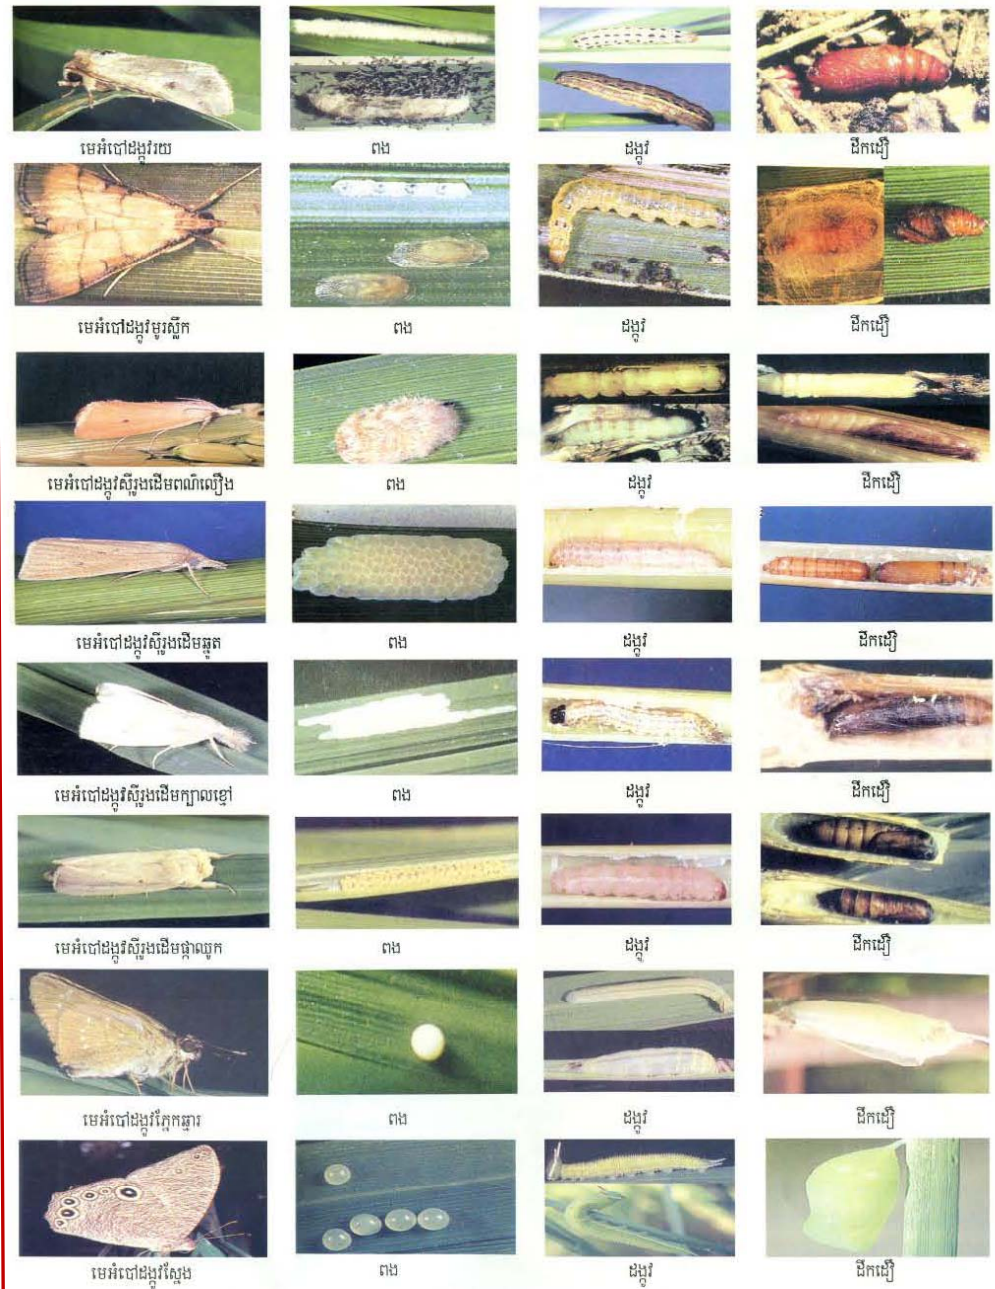 មេអំបៅដង្កូវរយ ពង ដង្កូវ ដឹកដឿ
មេអំបៅដង្កូវមូរស្លឹក ពង ដង្កូវ ដឹកដឿ
មេអំបៅដង្កូវស៊ីរូងដើមពណ៌លឿង ពង ដង្កូវ ដឹកដឿ
មេអំបៅដង្កូវស៊ីរូងដើមឆ្នូត ពង ដង្កូវ ដឹកដឿ
មេអំបៅដង្កូវស៊ីរូងដើមក្បាលខ្មៅ ពង ដង្កូវ ដឹកដឿ
មេអំបៅដង្កូវស៊ីរូងដើមផ្កាឈូក ពង ដង្កូវ ដឹកដឿ
មេអំបៅដង្កូវភ្នែកឆ្មារ ពង ដង្កូវ ដឹកដឿ
មេអំបៅដង្កូវស្នែង ពង ដង្កូវ ដឹកដឿ